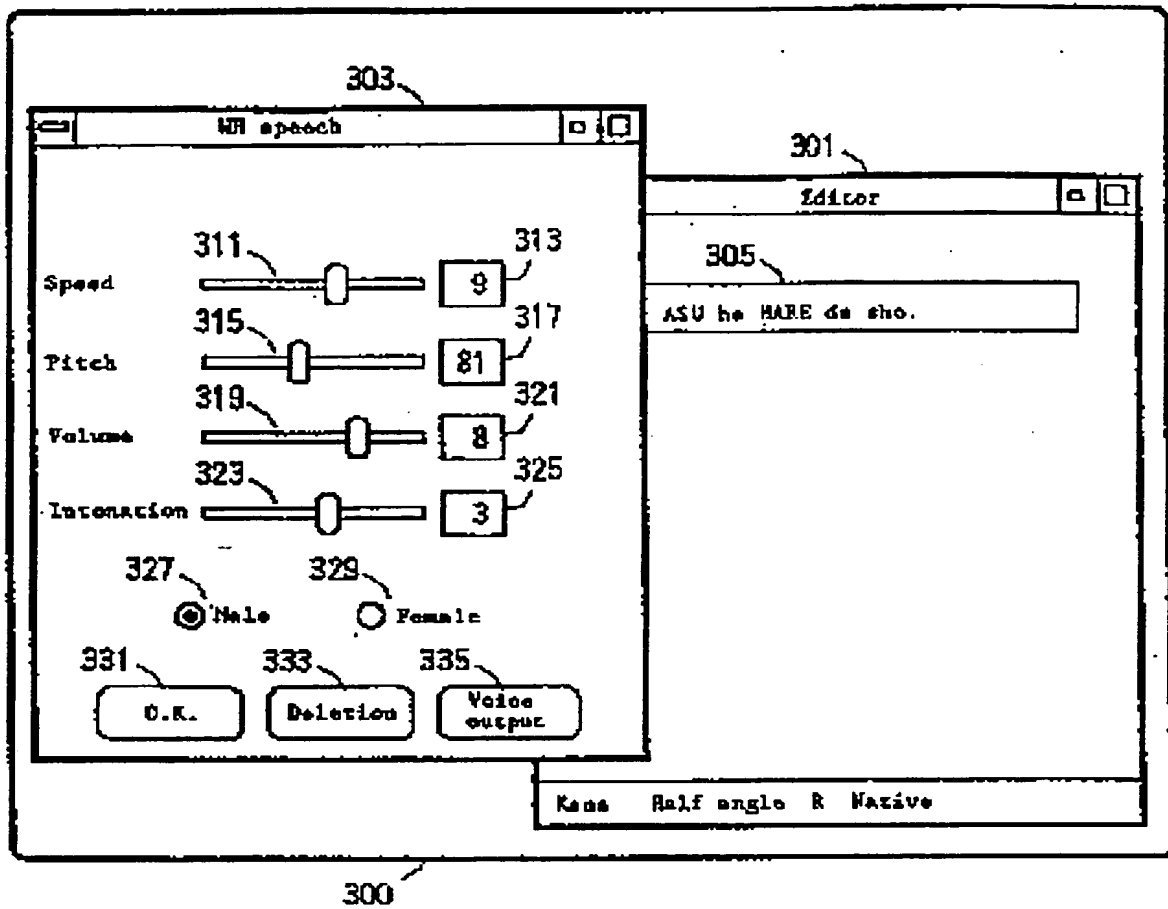 303
WH speech
301
Editor
311
313
Speed
9
305
ASU ha HARE de sho.
315
317
Pitch
81
319
321
Volume
8
323
325
Intonation
3
327
329
Male
Female
331
333
335
O.K.
Deletion
Voice
output
Kana Half angle R Native
300